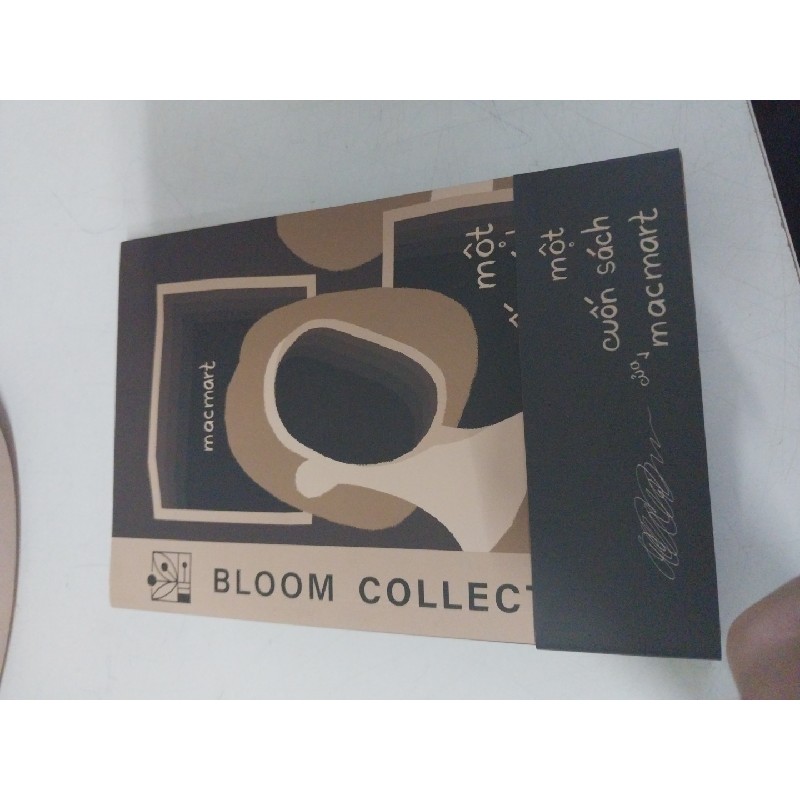 macmart
một
BLOOM COLLECT
một
cuốn sách
của macmart